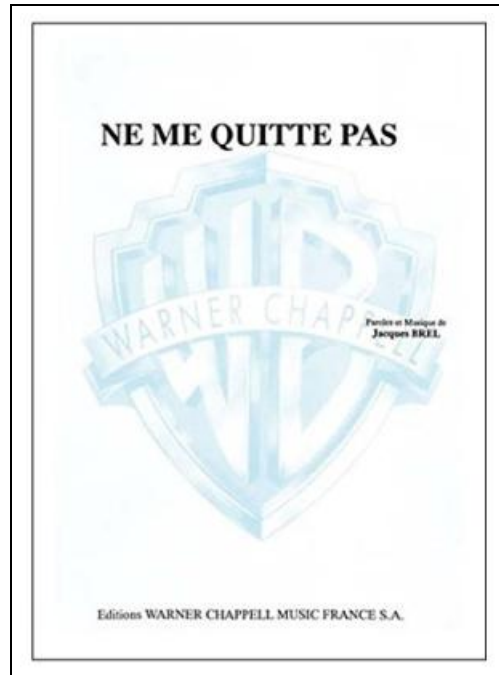 NE ME QUITTE PAS
WARNER CHAPPELL
Paroles et Musique de
Jacques BREL
Editions WARNER CHAPPELL MUSIC FRANCE S.A.